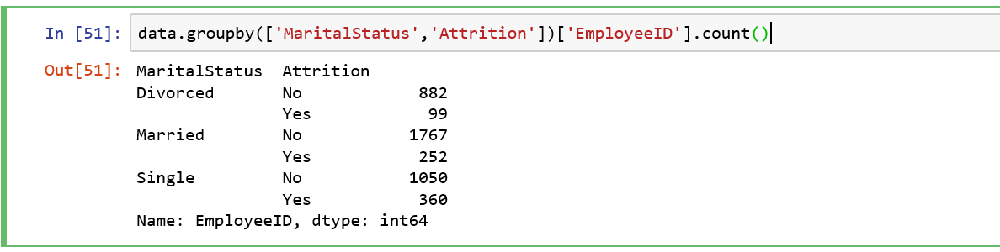 In [51]: data.groupby(['MaritalStatus','Attrition'])['EmployeeID'].count()
Out[51]: MaritalStatus  Attrition
Divorced       No            882
               Yes            99
Married        No           1767
               Yes           252
Single         No           1050
               Yes           360
Name: EmployeeID, dtype: int64